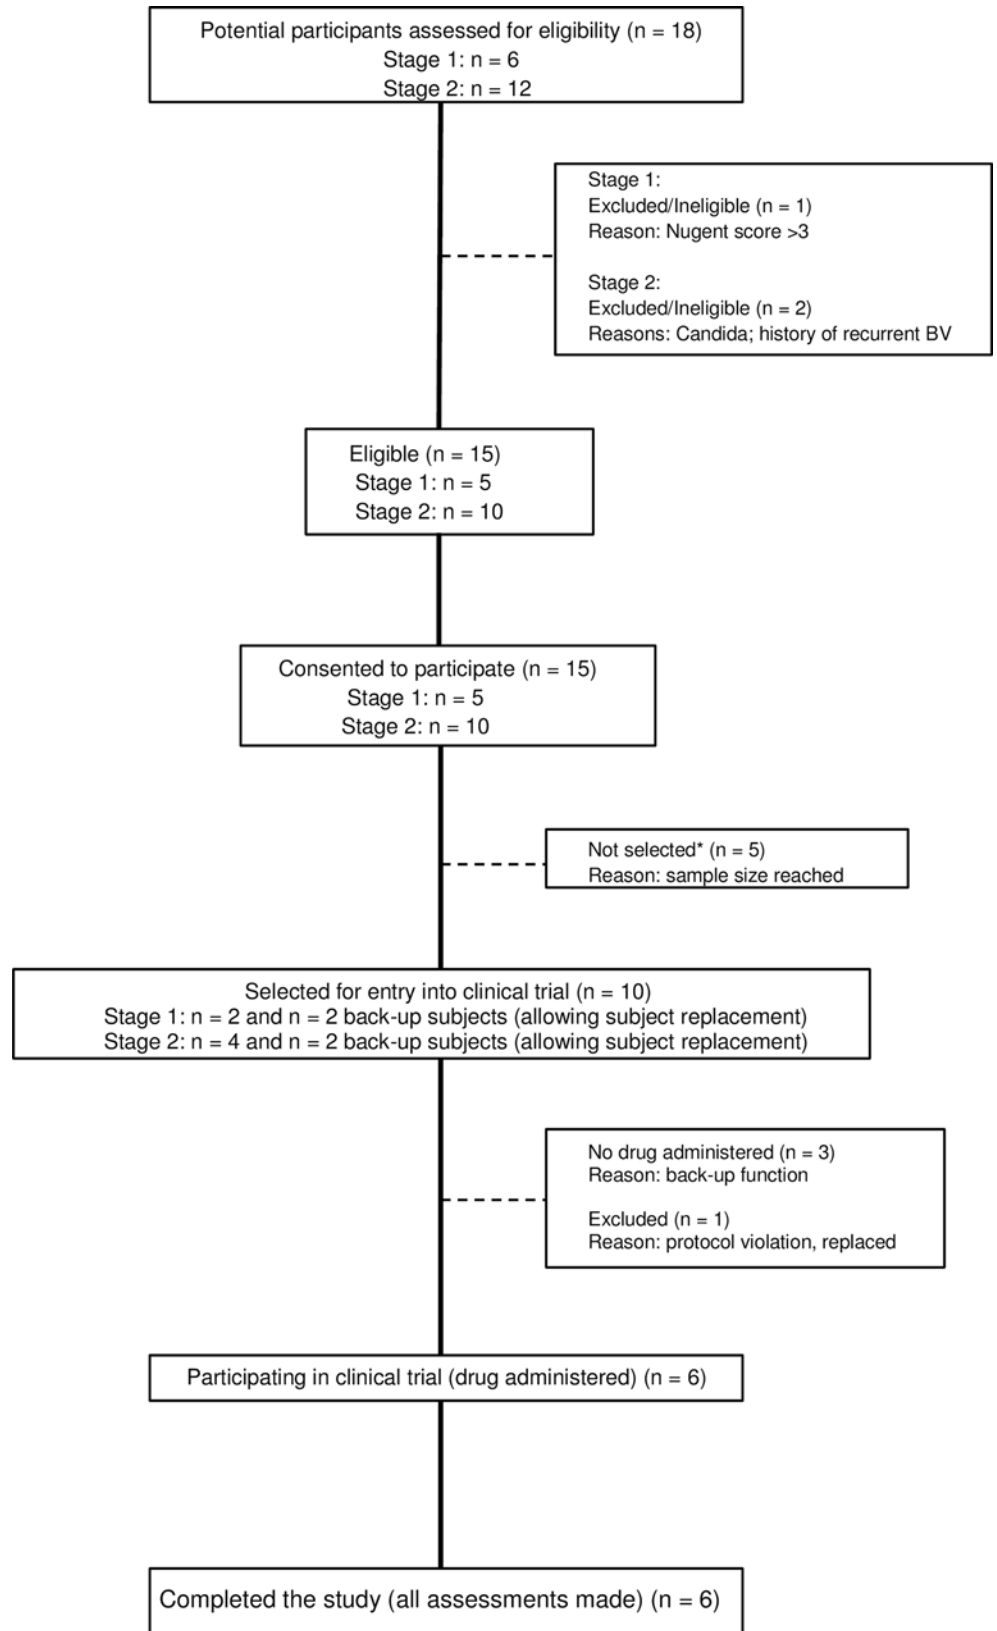 Potential participants assessed for eligibility (n = 18)
Stage 1: n = 6
Stage 2: n = 12
Stage 1:
Excluded/Ineligible (n = 1)
Reason: Nugent score >3
Stage 2:
Excluded/Ineligible (n = 2)
Reasons: Candida; history of recurrent BV
Eligible (n = 15)
Stage 1: n = 5
Stage 2: n = 10
Consented to participate (n = 15)
Stage 1: n = 5
Stage 2: n = 10
Not selected* (n = 5)
Reason: sample size reached
Selected for entry into clinical trial (n = 10)
Stage 1: n = 2 and n = 2 back-up subjects (allowing subject replacement)
Stage 2: n = 4 and n = 2 back-up subjects (allowing subject replacement)
No drug administered (n = 3)
Reason: back-up function
Excluded (n = 1)
Reason: protocol violation, replaced
Participating in clinical trial (drug administered) (n = 6)
Completed the study (all assessments made) (n = 6)